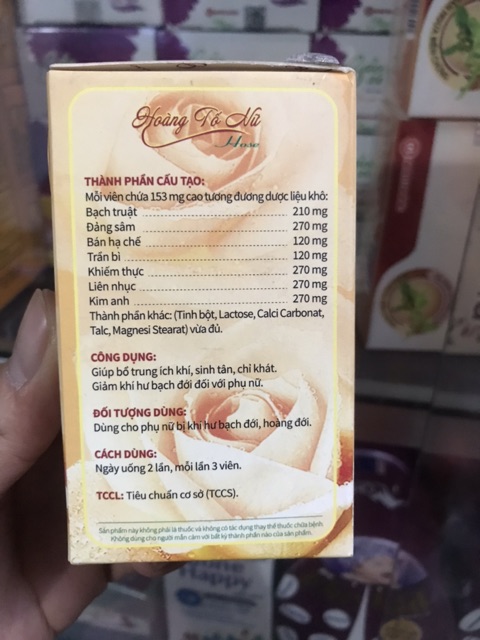 Hoàng Tố Nữ
Hose
THÀNH PHẦN CẤU TẠO:
Mỗi viên chứa 153 mg cao tương đương dược liệu khô:
Bạch truật 210 mg
Đảng sâm 270 mg
Bán hạ chế 120 mg
Trần bì 120 mg
Khiếm thực 270 mg
Liên nhục 270 mg
Kim anh 270 mg
Thành phần khác: (Tinh bột, Lactose, Calci Carbonat,
Talc, Magnesi Stearat) vừa đủ.
CÔNG DỤNG:
Giúp bổ trung ích khí, sinh tân, chỉ khát.
Giảm khí hư bạch đới đối với phụ nữ.
ĐỐI TƯỢNG DÙNG:
Dùng cho phụ nữ bị khí hư bạch đới, hoàng đới.
CÁCH DÙNG:
Ngày uống 2 lần, mỗi lần 3 viên.
TCCL: Tiêu chuẩn cơ sở (TCCS).
Sản phẩm này không phải là thuốc và không có tác dụng thay thế thuốc chữa bệnh
Không dùng cho người mẫn cảm với bất kỳ thành phần nào của sản phẩm.
Happy